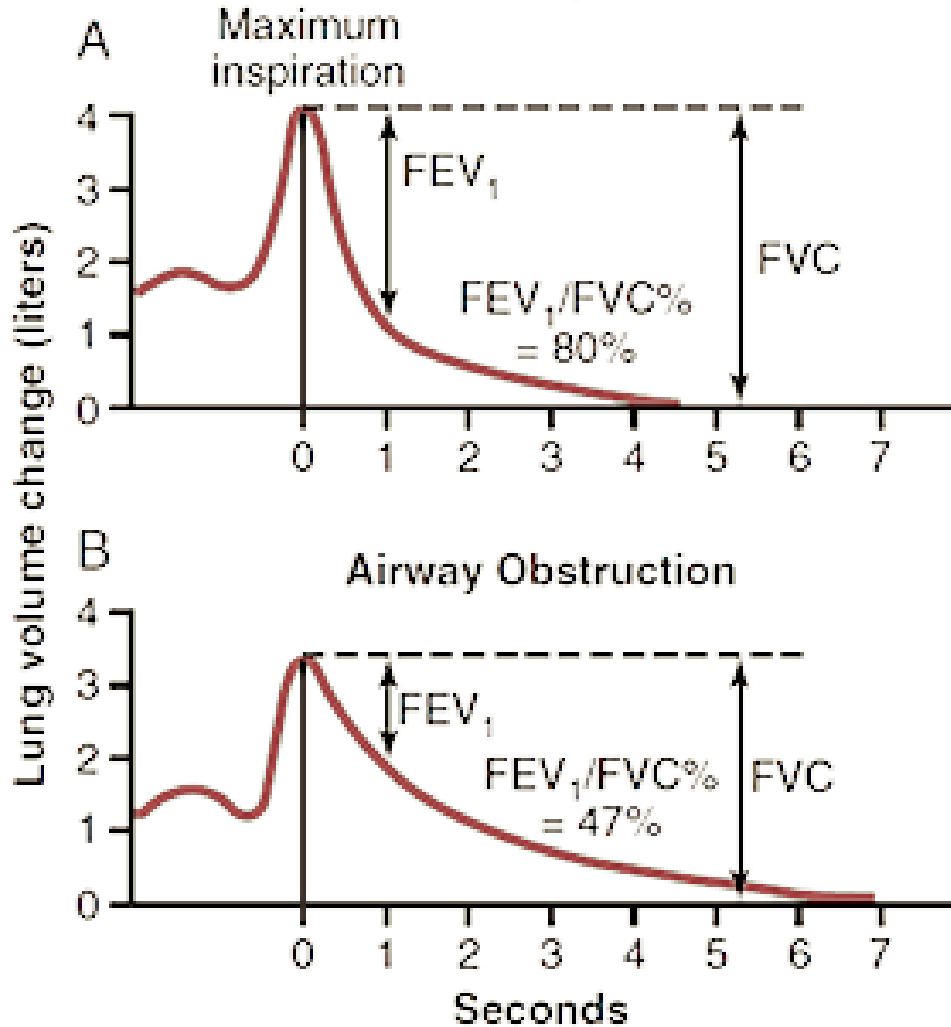 A
Maximum
inspiration
4
3
2
1
0
FEV₁
FVC
FEV₁/FVC%
= 80%
0 1 2 3 4 5 6 7
Lung volume change (liters)
B
Airway Obstruction
4
3
2
1
0
FEV₁
FEV₁/FVC%
= 47%
FVC
0 1 2 3 4 5 6 7
Seconds